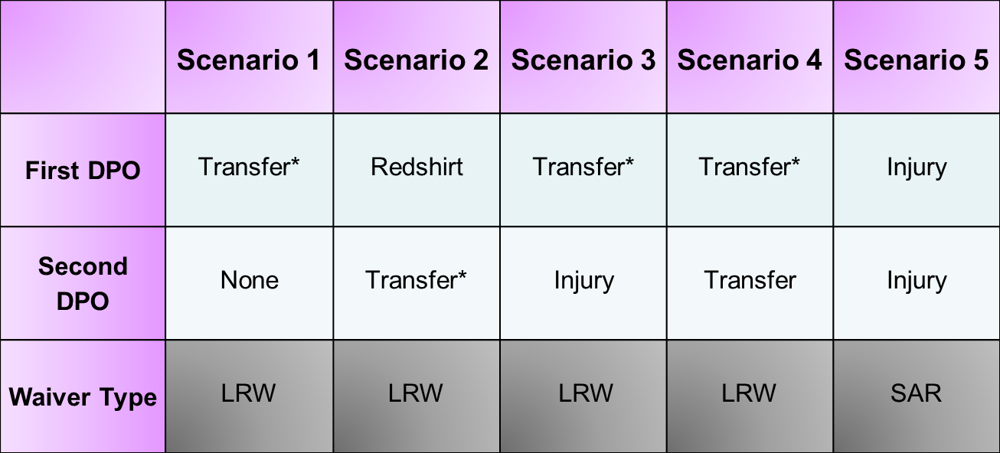 Scenario 1 Scenario 2 Scenario 3 Scenario 4 Scenario 5
First DPO Transfer* Redshirt Transfer* Transfer* Injury
Second
DPO None Transfer* Injury Transfer Injury
Waiver Type LRW LRW LRW LRW SAR